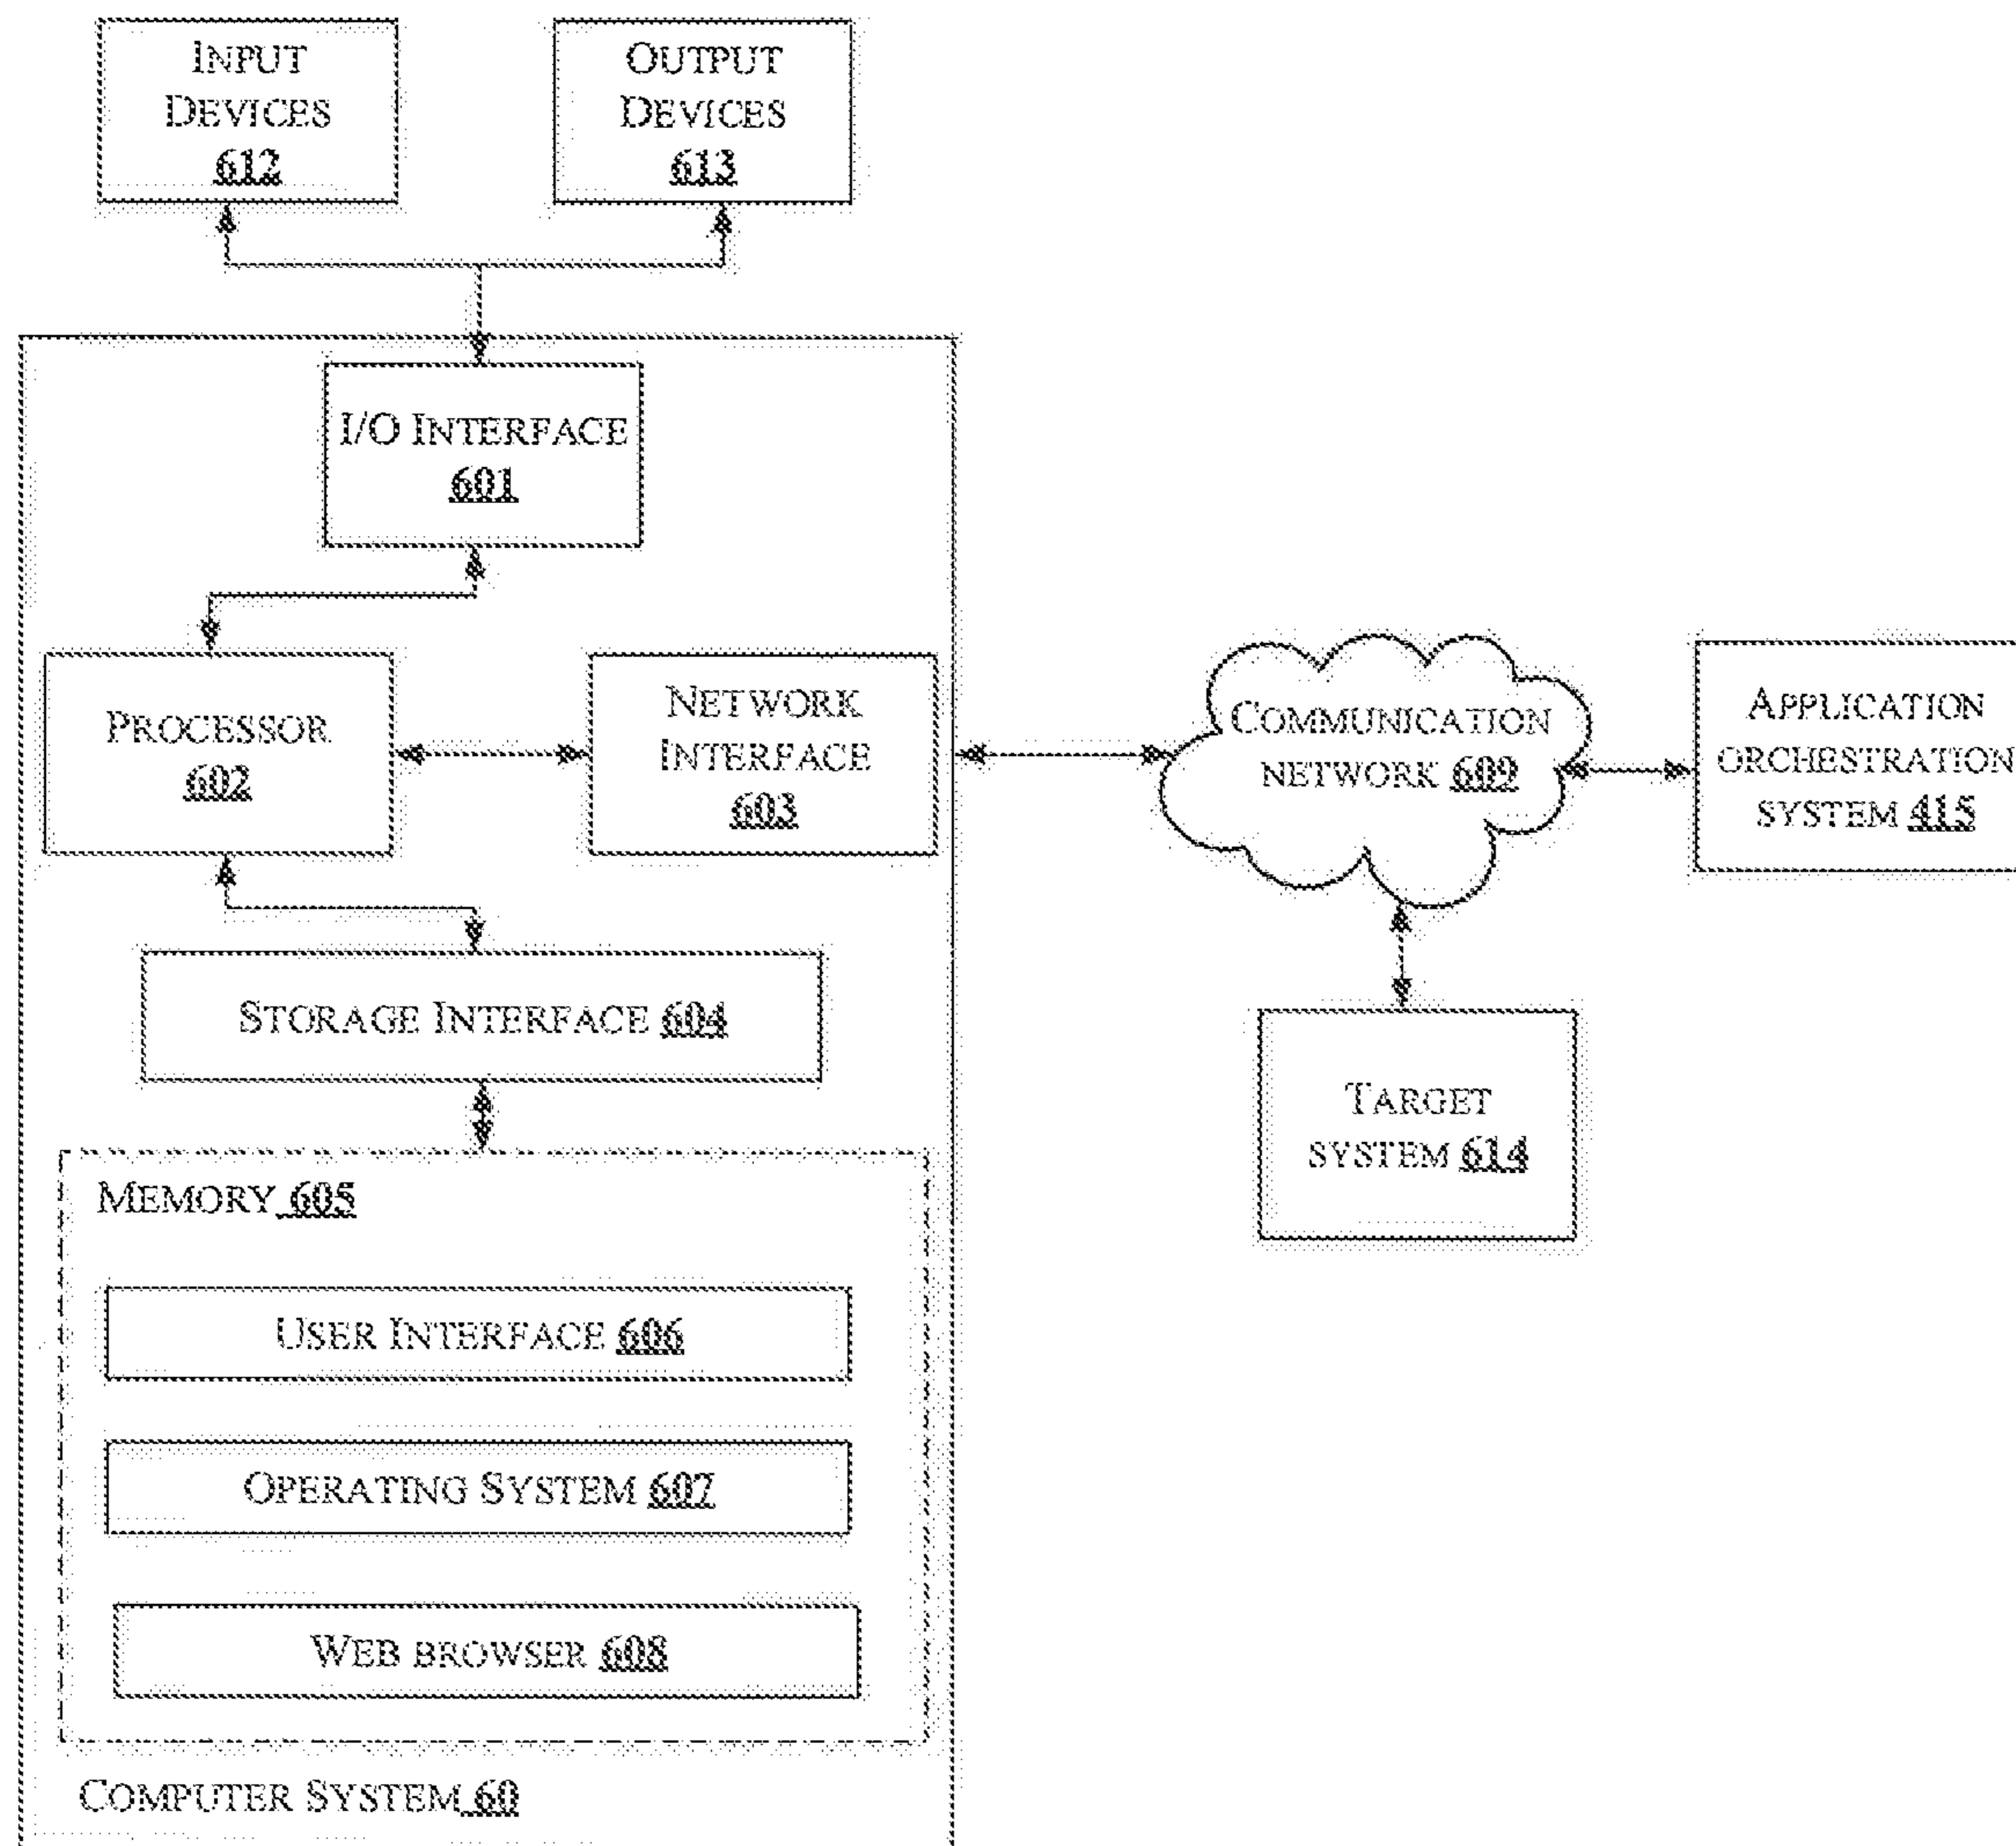 INPUT
DEVICES
612
OUTPUT
DEVICES
613
I/O INTERFACE
601
PROCESSOR
602
NETWORK
INTERFACE
603
COMMUNICATION
NETWORK 609
APPLICATION
ORCHESTRATION
SYSTEM 415
STORAGE INTERFACE 604
TARGET
SYSTEM 614
MEMORY 605
USER INTERFACE 606
OPERATING SYSTEM 607
WEB BROWSER 608
COMPUTER SYSTEM 60